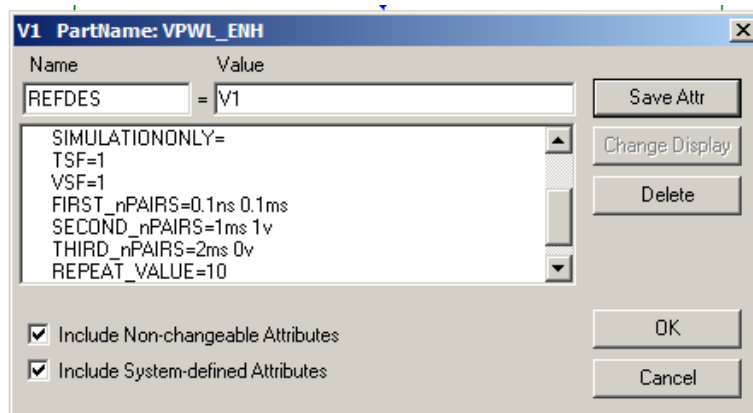 V1 PartName: VPWL_ENH
Name Value
REFDES = V1
Save Attr
SIMULATIONONLY=
TSF=1
VSF=1
FIRST_nPAIRS=0.1ns 0.1ms
SECOND_nPAIRS=1ms 1v
THIRD_nPAIRS=2ms 0v
REPEAT_VALUE=10
Change Display
Delete
Include Non-changeable Attributes
Include System-defined Attributes
OK
Cancel